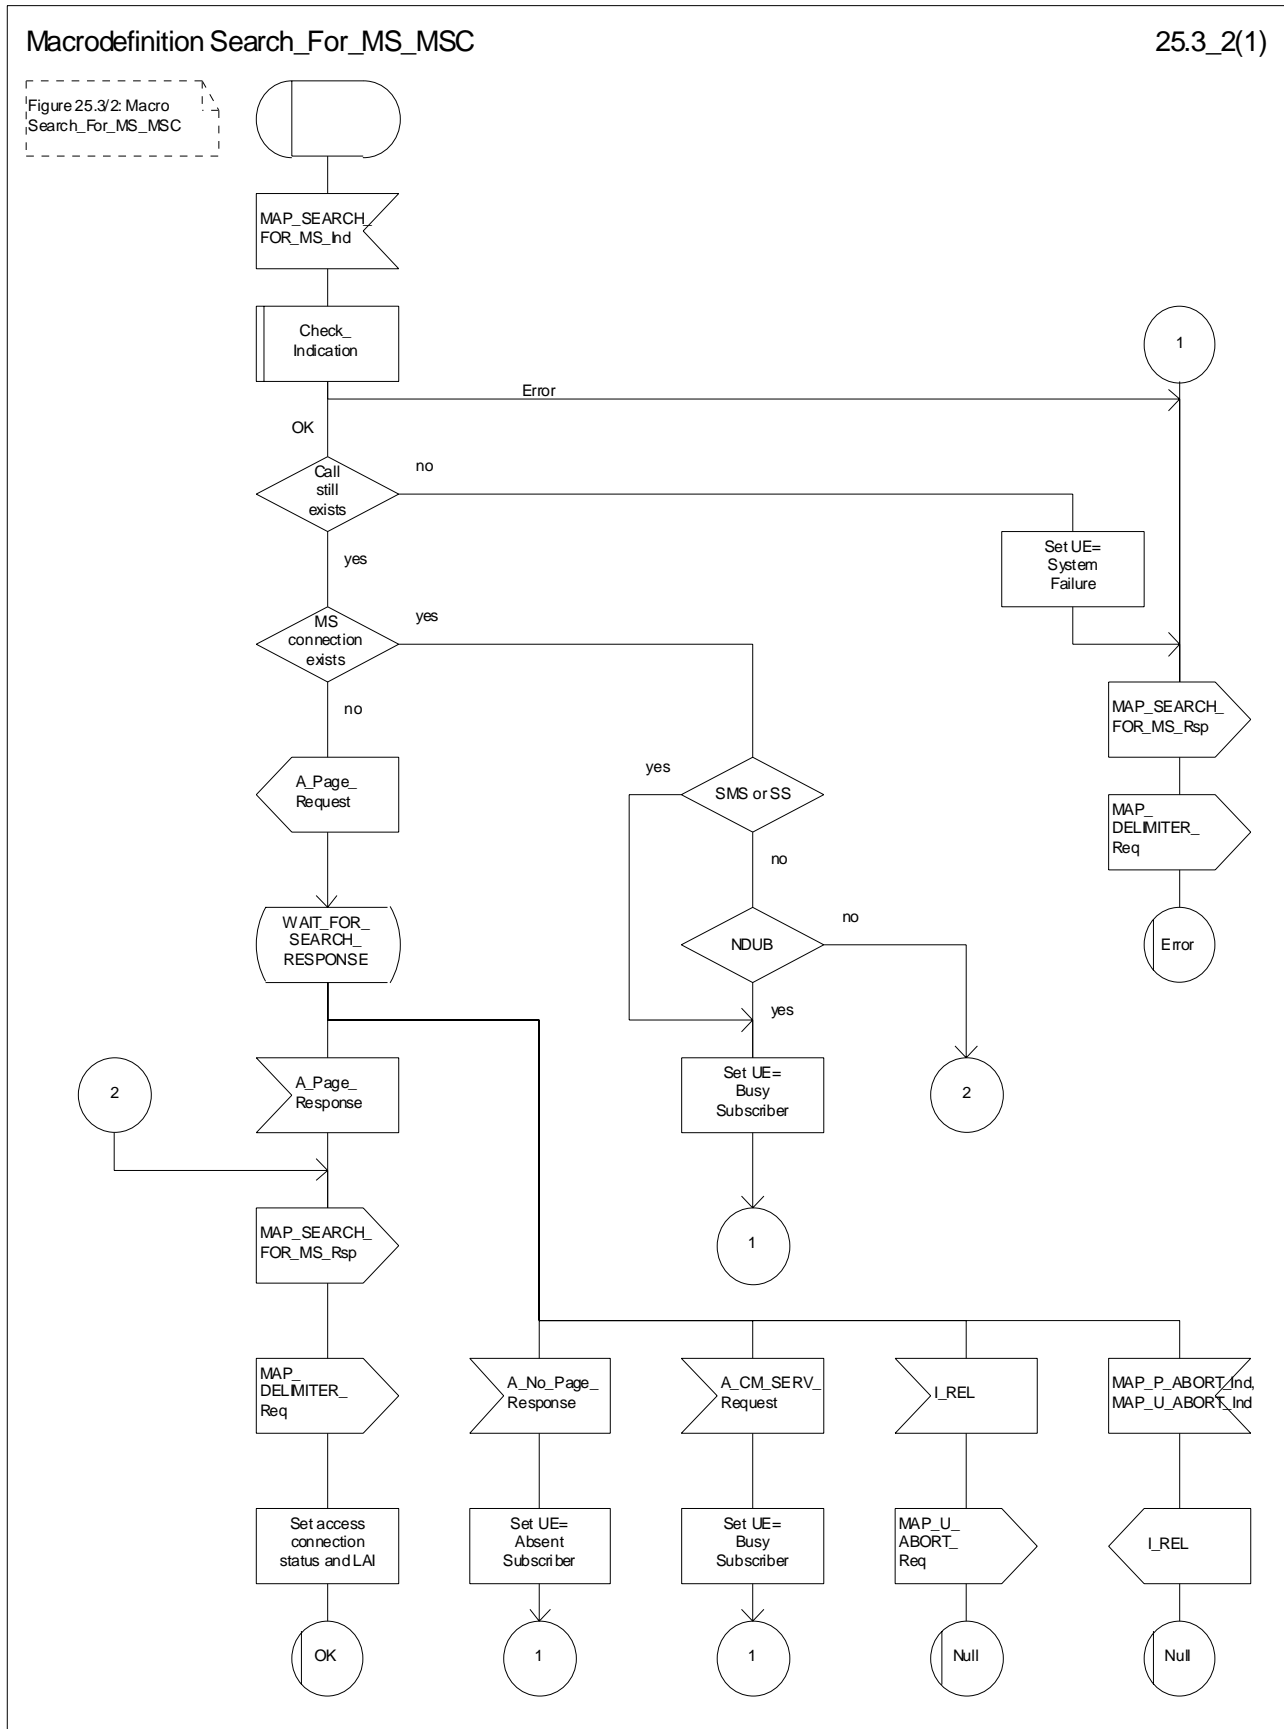 Macrodefinition Search_For_MS_MSC
25.3_2(1)
Figure 25.3/2: Macro
Search_For_MS_MSC
MAP_SEARCH_
FOR_MS_Ind
Check_
Indication
1
Error
OK
Call
still
exists
no
Set UE=
System
Failure
yes
MS
connection
exists
yes
no
MAP_SEARCH_
FOR_MS_Rsp
A_Page_
Request
yes
SMS or SS
MAP_
DELIMITER_
Req
no
WAIT_FOR_
SEARCH_
RESPONSE
NDUB
no
Error
yes
2
A_Page_
Response
Set UE=
Busy
Subscriber
2
MAP_SEARCH_
FOR_MS_Rsp
1
MAP_
DELIMITER_
Req
A_No_Page_
Response
A_CM_SERV_
Request
I_REL
MAP_P_ABORT_Ind,
MAP_U_ABORT_Ind
Set access
connection
status and LAI
Set UE=
Absent
Subscriber
Set UE=
Busy
Subscriber
MAP_U_
ABORT_
Req
I_REL
OK
1
1
Null
Null